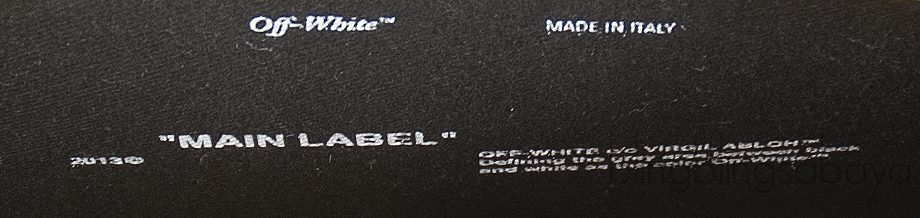 Off-White™
MADE IN ITALY
"MAIN LABEL"
2013©
OFF-WHITE c/o VIRGIL ABLOH™
Defining the grey area between black
and white as the color Off-White™
blingblingsabaya